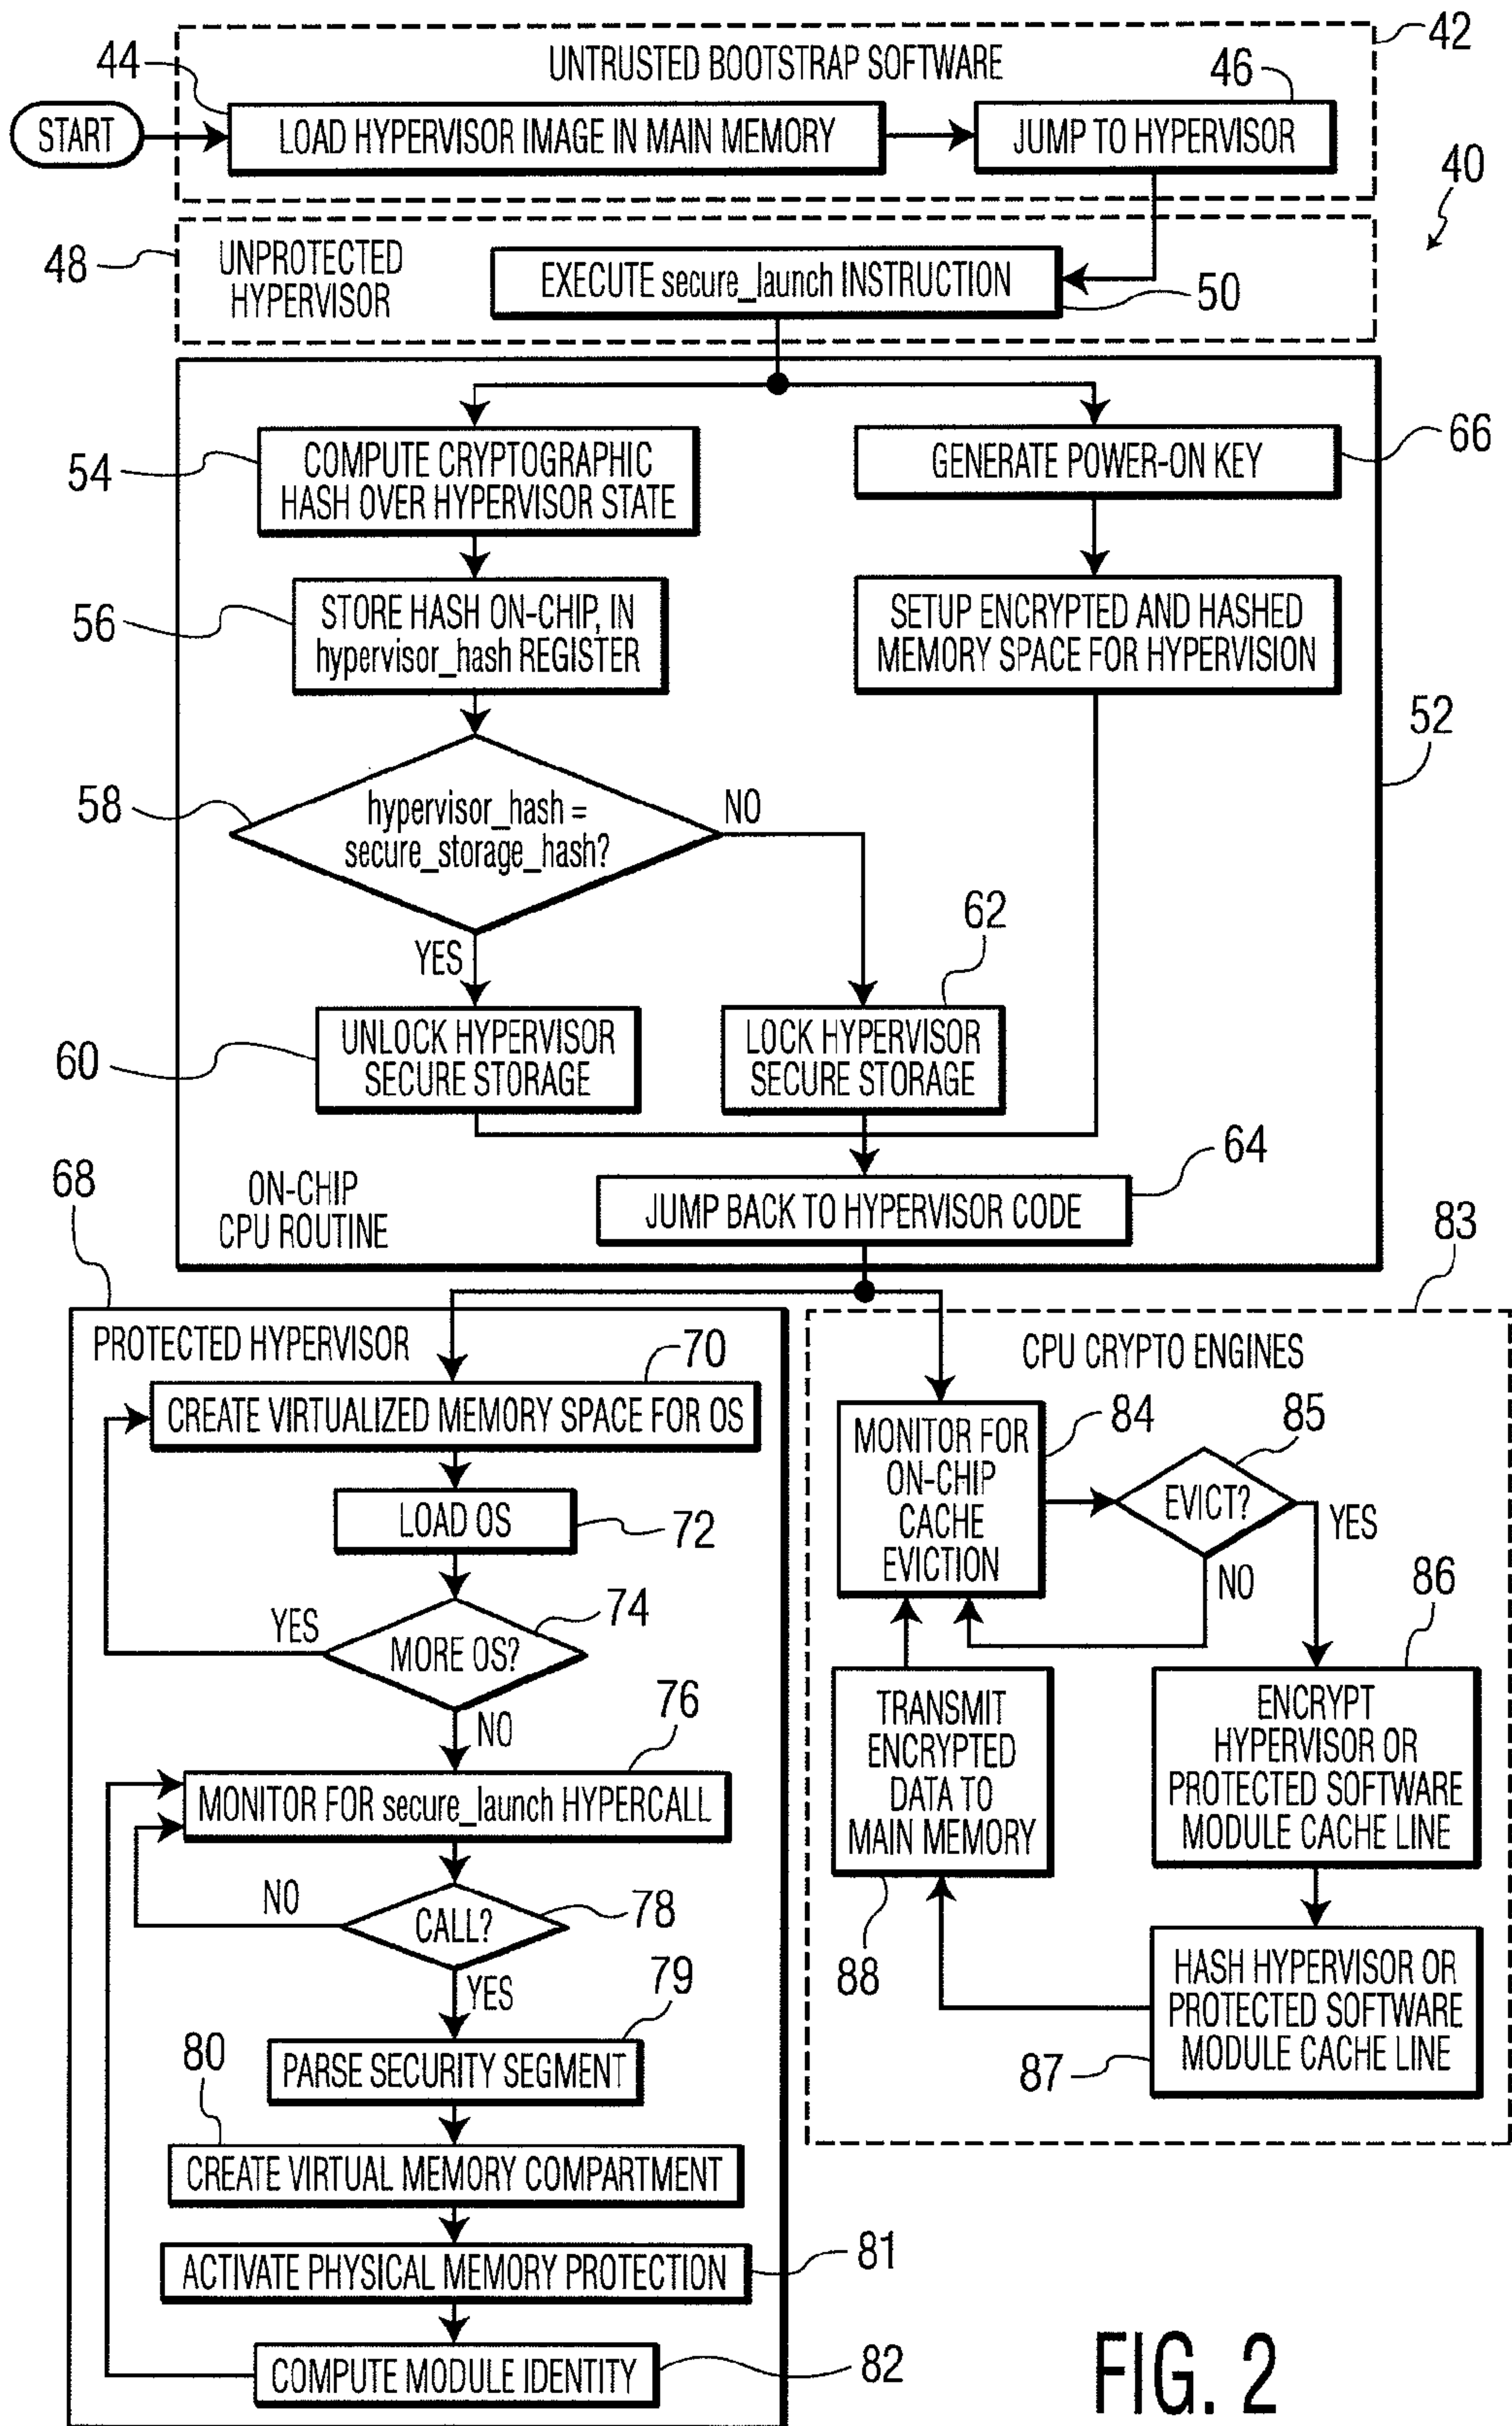 42
44
UNTRUSTED BOOTSTRAP SOFTWARE
46
START
LOAD HYPERVISOR IMAGE IN MAIN MEMORY
JUMP TO HYPERVISOR
40
48
UNPROTECTED
HYPERVISOR
EXECUTE secure_launch INSTRUCTION
50
54
COMPUTE CRYPTOGRAPHIC
HASH OVER HYPERVISOR STATE
GENERATE POWER-ON KEY
66
56
STORE HASH ON-CHIP, IN
hypervisor_hash REGISTER
SETUP ENCRYPTED AND HASHED
MEMORY SPACE FOR HYPERVISION
52
58
hypervisor_hash =
secure_storage_hash?
NO
YES
62
60
UNLOCK HYPERVISOR
SECURE STORAGE
LOCK HYPERVISOR
SECURE STORAGE
64
JUMP BACK TO HYPERVISOR CODE
ON-CHIP
CPU ROUTINE
68
83
PROTECTED HYPERVISOR
70
CREATE VIRTUALIZED MEMORY SPACE FOR OS
LOAD OS
72
74
MORE OS?
YES
NO
76
MONITOR FOR secure_launch HYPERCALL
NO
CALL?
78
YES
79
PARSE SECURITY SEGMENT
80
CREATE VIRTUAL MEMORY COMPARTMENT
ACTIVATE PHYSICAL MEMORY PROTECTION
81
COMPUTE MODULE IDENTITY
82
CPU CRYPTO ENGINES
MONITOR FOR
ON-CHIP
CACHE
EVICTION
84
85
EVICT?
YES
NO
86
ENCRYPT
HYPERVISOR OR
PROTECTED SOFTWARE
MODULE CACHE LINE
TRANSMIT
ENCRYPTED
DATA TO
MAIN MEMORY
88
HASH HYPERVISOR OR
PROTECTED SOFTWARE
MODULE CACHE LINE
87
FIG. 2